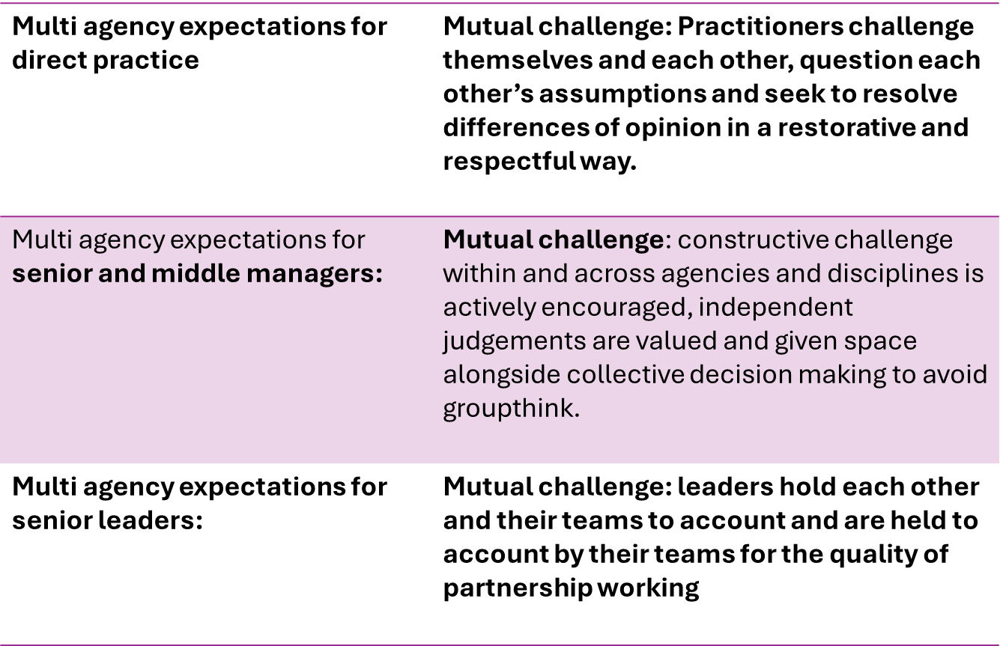 Multi agency expectations for
direct practice
Mutual challenge: Practitioners challenge
themselves and each other, question each
other’s assumptions and seek to resolve
differences of opinion in a restorative and
respectful way.
Multi agency expectations for
senior and middle managers:
Mutual challenge: constructive challenge
within and across agencies and disciplines is
actively encouraged, independent
judgements are valued and given space
alongside collective decision making to avoid
groupthink.
Multi agency expectations for
senior leaders:
Mutual challenge: leaders hold each other
and their teams to account and are held to
account by their teams for the quality of
partnership working